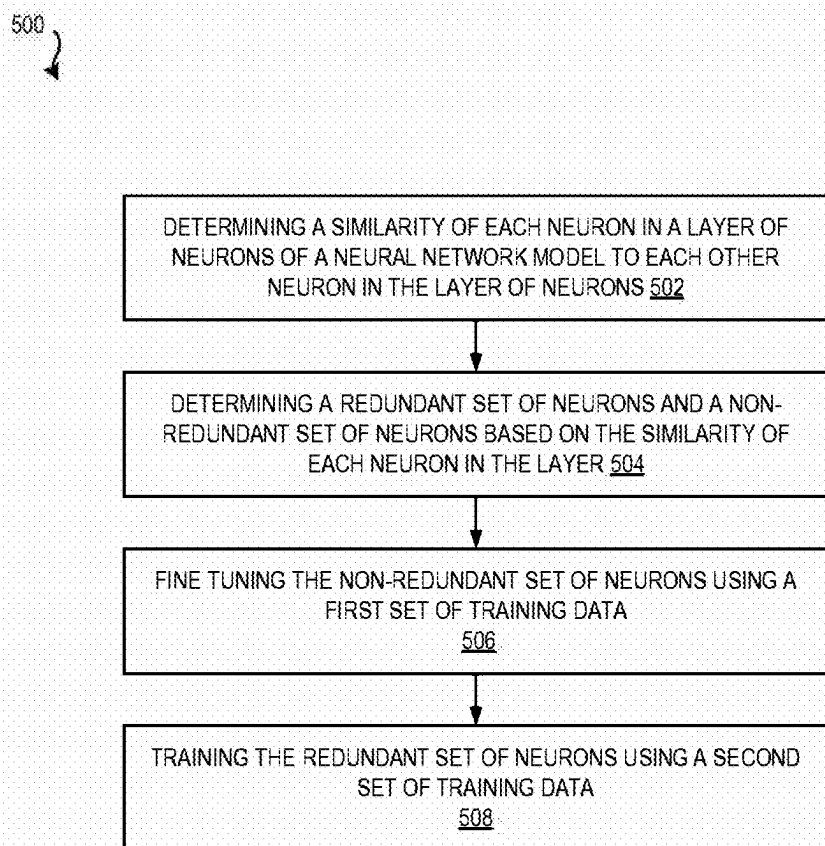 500
DETERMINING A SIMILARITY OF EACH NEURON IN A LAYER OF
NEURONS OF A NEURAL NETWORK MODEL TO EACH OTHER
NEURON IN THE LAYER OF NEURONS 502
DETERMINING A REDUNDANT SET OF NEURONS AND A NON-
REDUNDANT SET OF NEURONS BASED ON THE SIMILARITY OF
EACH NEURON IN THE LAYER 504
FINE TUNING THE NON-REDUNDANT SET OF NEURONS USING A
FIRST SET OF TRAINING DATA
506
TRAINING THE REDUNDANT SET OF NEURONS USING A SECOND
SET OF TRAINING DATA
508